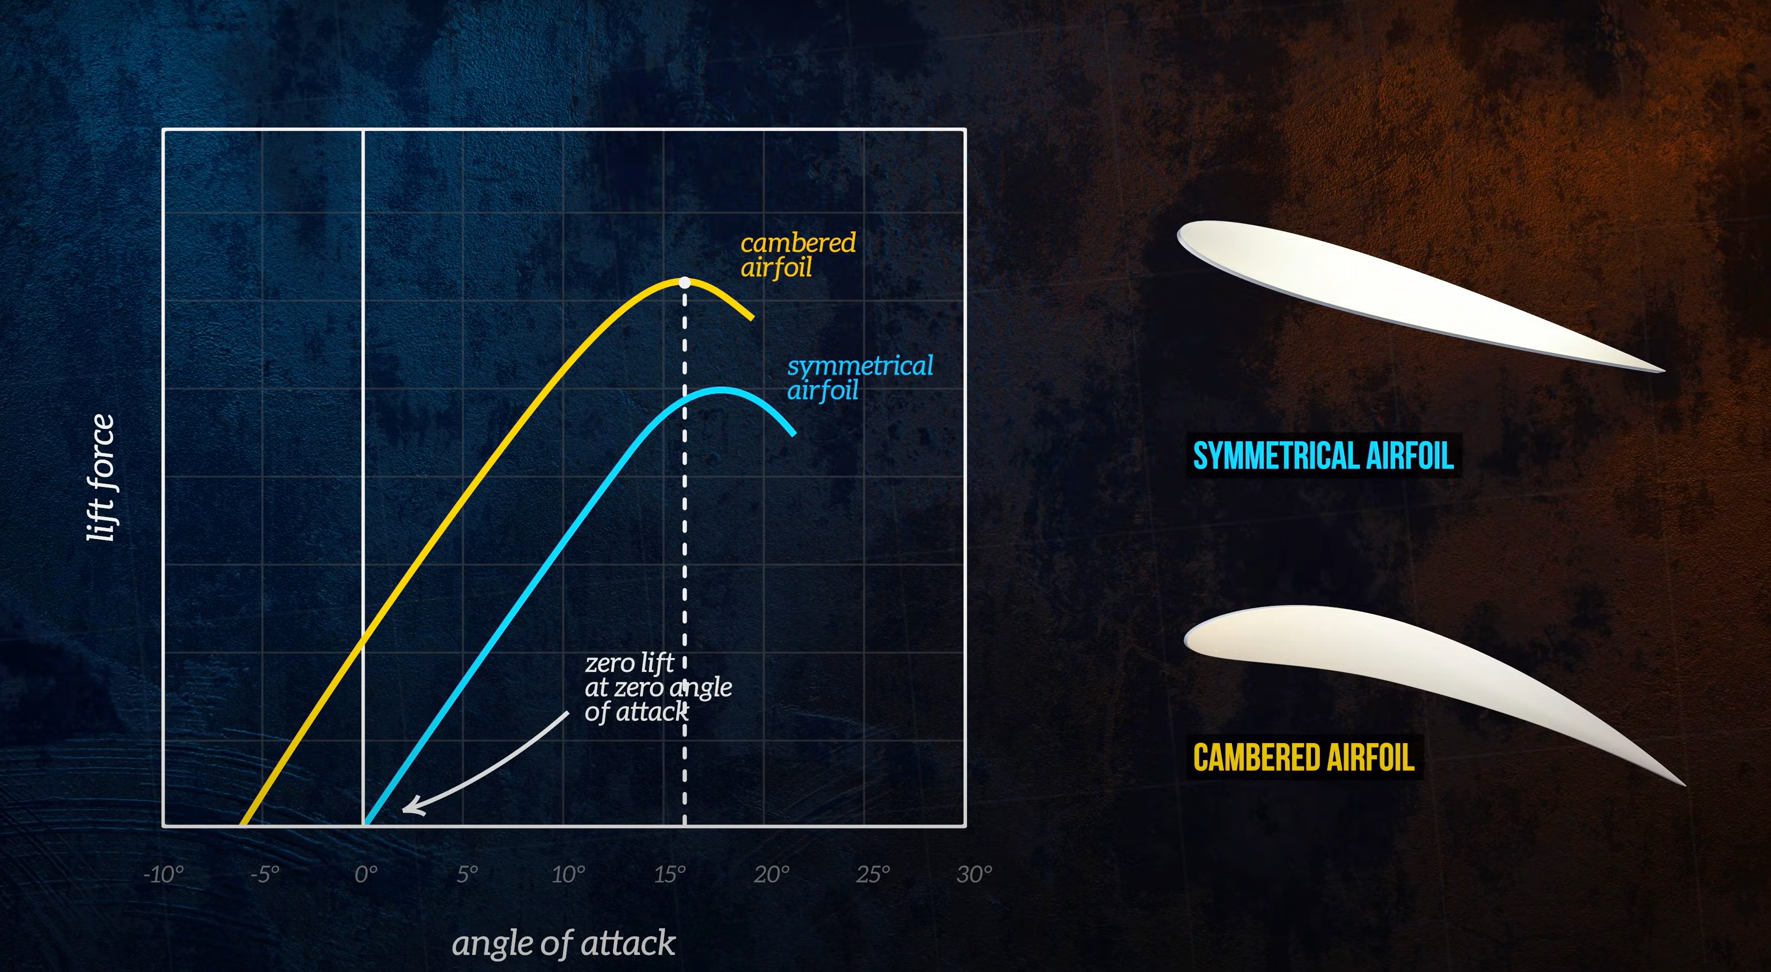 cambered
airfoil
symmetrical
airfoil
lift force
zero lift
at zero angle
of attack
-10° -5° 0° 5° 10° 15° 20° 25° 30°
angle of attack
SYMMETRICAL AIRFOIL
CAMBERED AIRFOIL